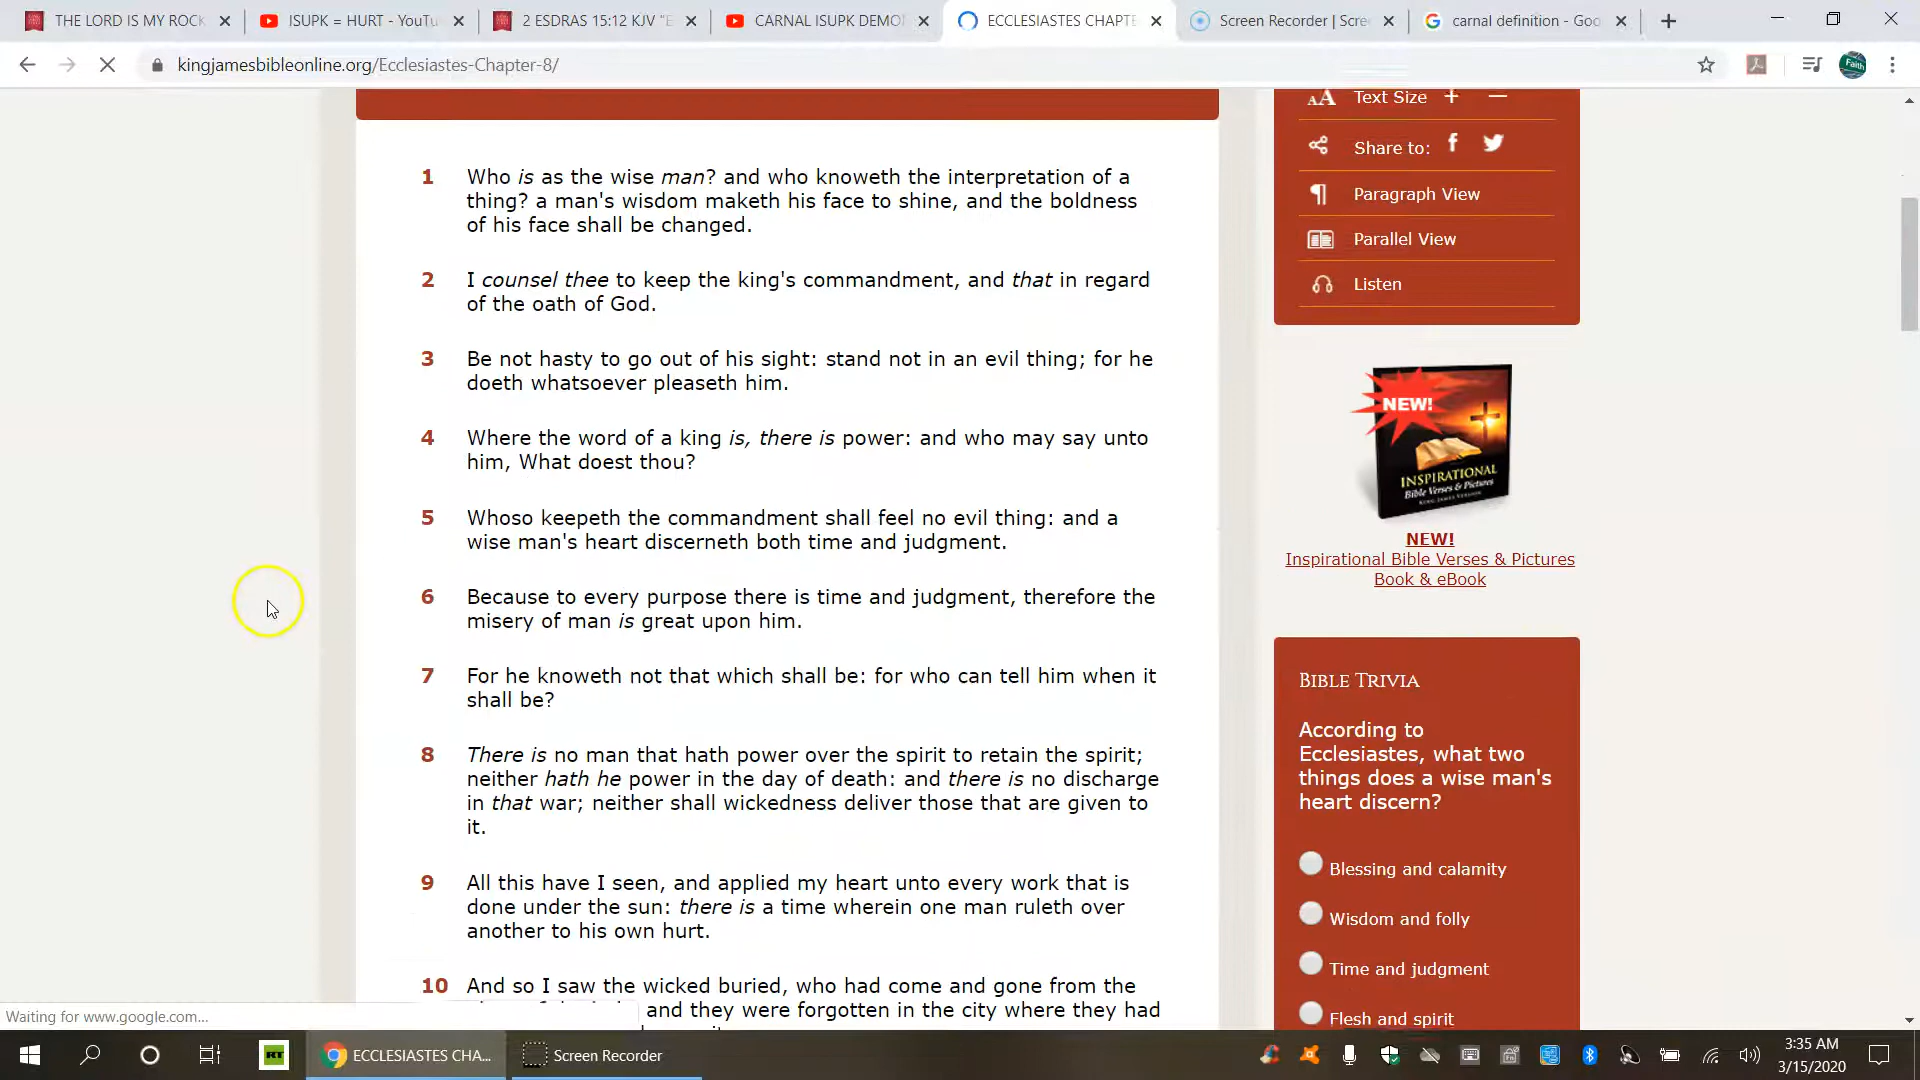 THE LORD IS MY ROCK
ISUPK = HURT - YouTu
2 ESDRAS 15:12 KJV "E
CARNAL ISUPK DEMO
ECCLESIASTES CHAPTE
Screen Recorder | Scre
carnal definition - Goo
kingjamesbibleonline.org/Ecclesiastes-Chapter-8/
Faith
1 Who is as the wise man? and who knoweth the interpretation of a
thing? a man's wisdom maketh his face to shine, and the boldness
of his face shall be changed.
2 I counsel thee to keep the king's commandment, and that in regard
of the oath of God.
3 Be not hasty to go out of his sight: stand not in an evil thing; for he
doeth whatsoever pleaseth him.
4 Where the word of a king is, there is power: and who may say unto
him, What doest thou?
5 Whoso keepeth the commandment shall feel no evil thing: and a
wise man's heart discerneth both time and judgment.
6 Because to every purpose there is time and judgment, therefore the
misery of man is great upon him.
7 For he knoweth not that which shall be: for who can tell him when it
shall be?
8 There is no man that hath power over the spirit to retain the spirit;
neither hath he power in the day of death: and there is no discharge
in that war; neither shall wickedness deliver those that are given to
it.
9 All this have I seen, and applied my heart unto every work that is
done under the sun: there is a time wherein one man ruleth over
another to his own hurt.
10 And so I saw the wicked buried, who had come and gone from the
and they were forgotten in the city where they had
AA Text Size + −
Share to:
Paragraph View
Parallel View
Listen
NEW!
INSPIRATIONAL
Bible Verses & Pictures
NEW!
Inspirational Bible Verses & Pictures
Book & eBook
BIBLE TRIVIA
According to
Ecclesiastes, what two
things does a wise man's
heart discern?
Blessing and calamity
Wisdom and folly
Time and judgment
Flesh and spirit
Waiting for www.google.com...
RT
ECCLESIASTES CHA...
Screen Recorder
3:35 AM
3/15/2020